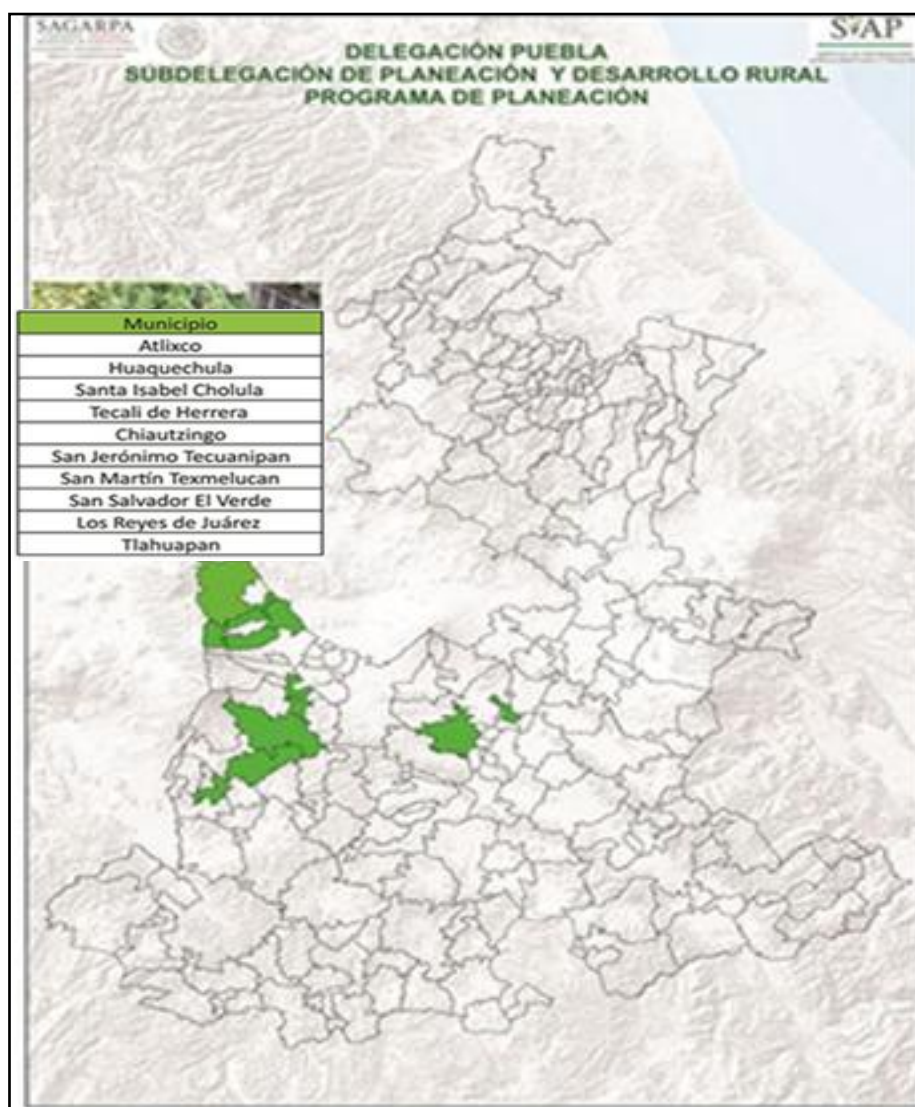 SAGARPA
SIAP
DELEGACIÓN PUEBLA
SUBDELEGACIÓN DE PLANEACIÓN Y DESARROLLO RURAL
PROGRAMA DE PLANEACIÓN
Municipio
Atlixco
Huaquechula
Santa Isabel Cholula
Tecali de Herrera
Chiautzingo
San Jerónimo Tecuanipan
San Martín Texmelucan
San Salvador El Verde
Los Reyes de Juárez
Tlahuapan